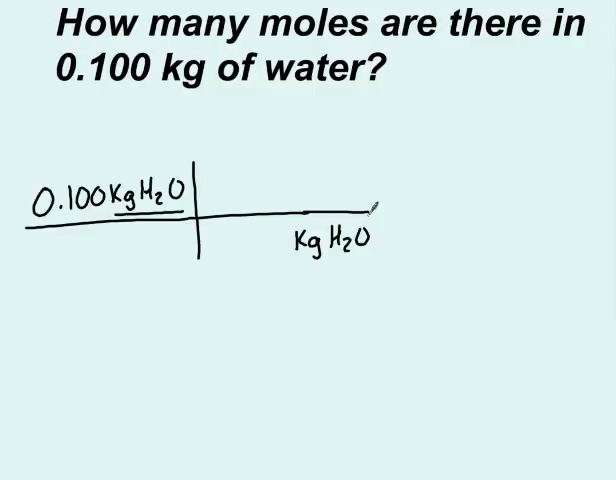 How many moles are there in
0.100 kg of water?
0.100 Kg H₂O
Kg H₂O